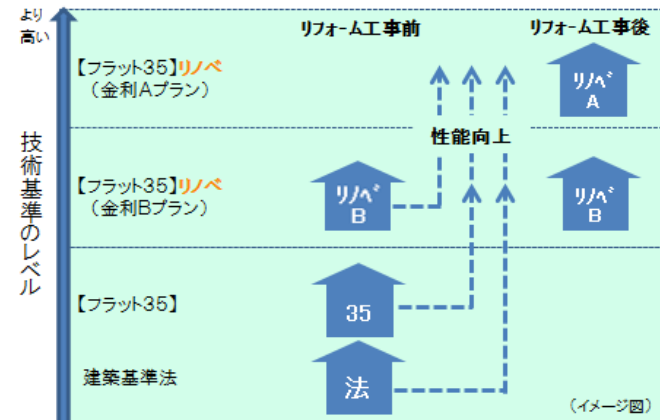 より
高い
リフォーム工事前
リフォーム工事後
【フラット35】リノベ
(金利Aプラン)
リノベ
A
性能向上
技術基準のレベル
【フラット35】リノベ
(金利Bプラン)
リノベ
B
リノベ
B
【フラット35】
35
建築基準法
法
(イメージ図)